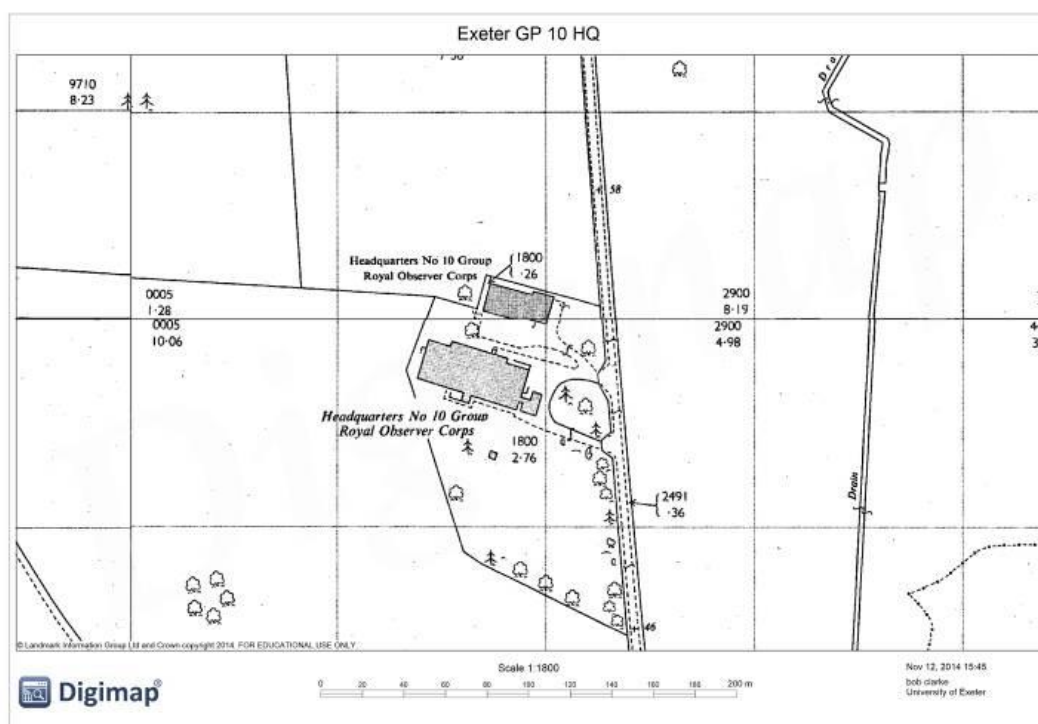 Exeter GP 10 HQ
9710
8·23
Drain
58
Headquarters No 10 Group
Royal Observer Corps
1800
·26
0005
1·28
0005
10·06
2900
8·19
2900
4·98
Headquarters No 10 Group
Royal Observer Corps
1800
2·76
2491
·36
Drain
46
© Landmark Information Group Ltd and Crown copyright 2014. FOR EDUCATIONAL USE ONLY.
Digimap®
Scale 1:1800
0 20 40 60 80 100 120 140 160 180 200 m
Nov 12, 2014 15:45
bob clarke
University of Exeter